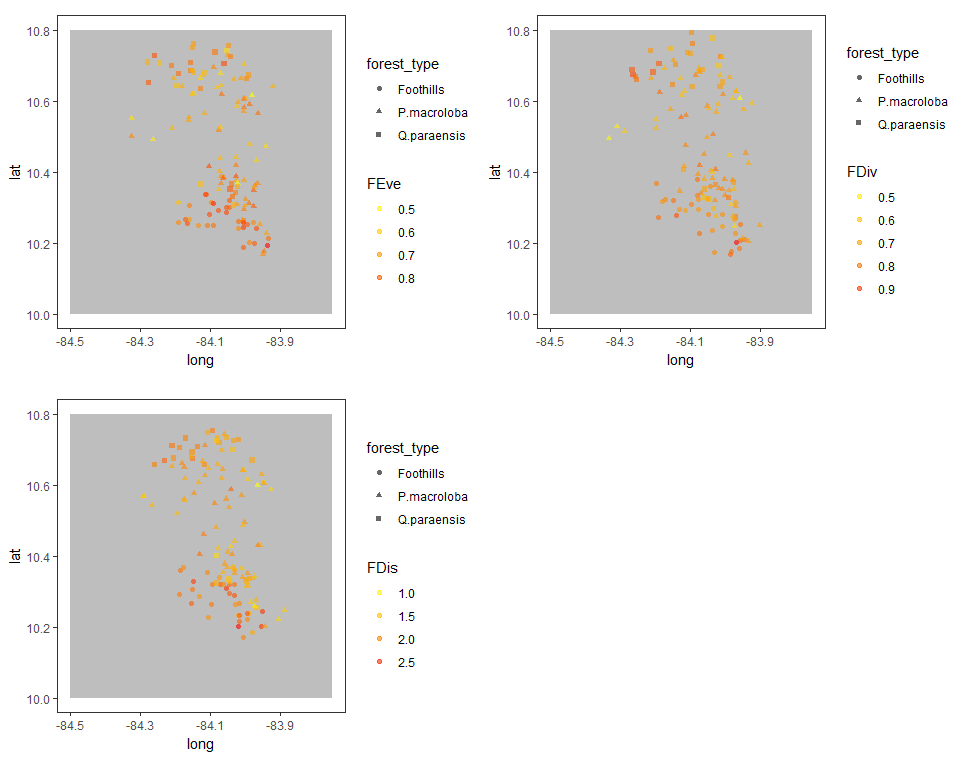 10.8
10.6
10.4
10.2
10.0
lat
-84.5
-84.3
-84.1
-83.9
long
forest_type
Foothills
P.macroloba
Q.paraensis
FEve
0.5
0.6
0.7
0.8
10.8
10.6
10.4
10.2
10.0
lat
-84.5
-84.3
-84.1
-83.9
long
forest_type
Foothills
P.macroloba
Q.paraensis
FDiv
0.5
0.6
0.7
0.8
0.9
10.8
10.6
10.4
10.2
10.0
lat
-84.5
-84.3
-84.1
-83.9
long
forest_type
Foothills
P.macroloba
Q.paraensis
FDis
1.0
1.5
2.0
2.5